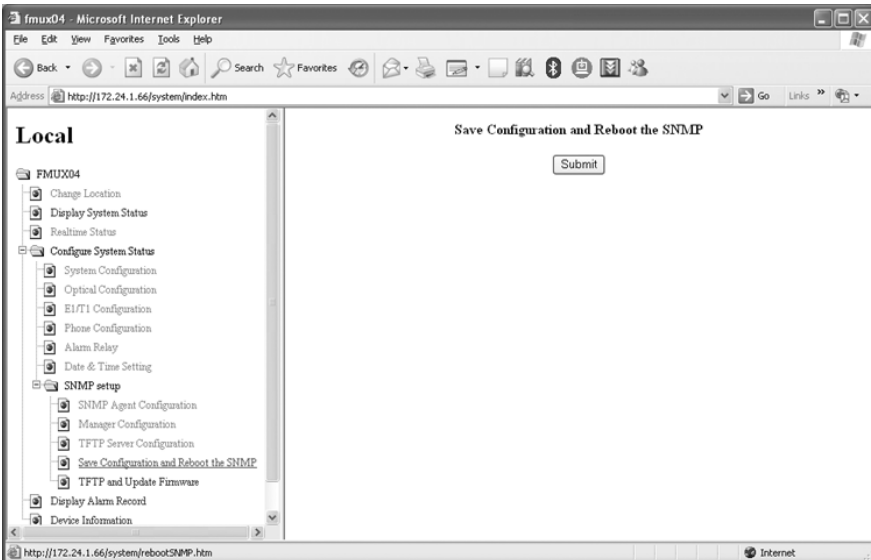 fmux04 - Microsoft Internet Explorer
File Edit View Favorites Tools Help
Back Search Favorites
Address http://172.24.1.66/system/index.htm Go Links »
Local
FMUX04
Change Location
Display System Status
Realtime Status
Configure System Status
System Configuration
Optical Configuration
E1/T1 Configuration
Phone Configuration
Alarm Relay
Date & Time Setting
SNMP setup
SNMP Agent Configuration
Manager Configuration
TFTP Server Configuration
Save Configuration and Reboot the SNMP
TFTP and Update Firmware
Display Alarm Record
Device Information
Save Configuration and Reboot the SNMP
Submit
http://172.24.1.66/system/rebootSNMP.htm Internet